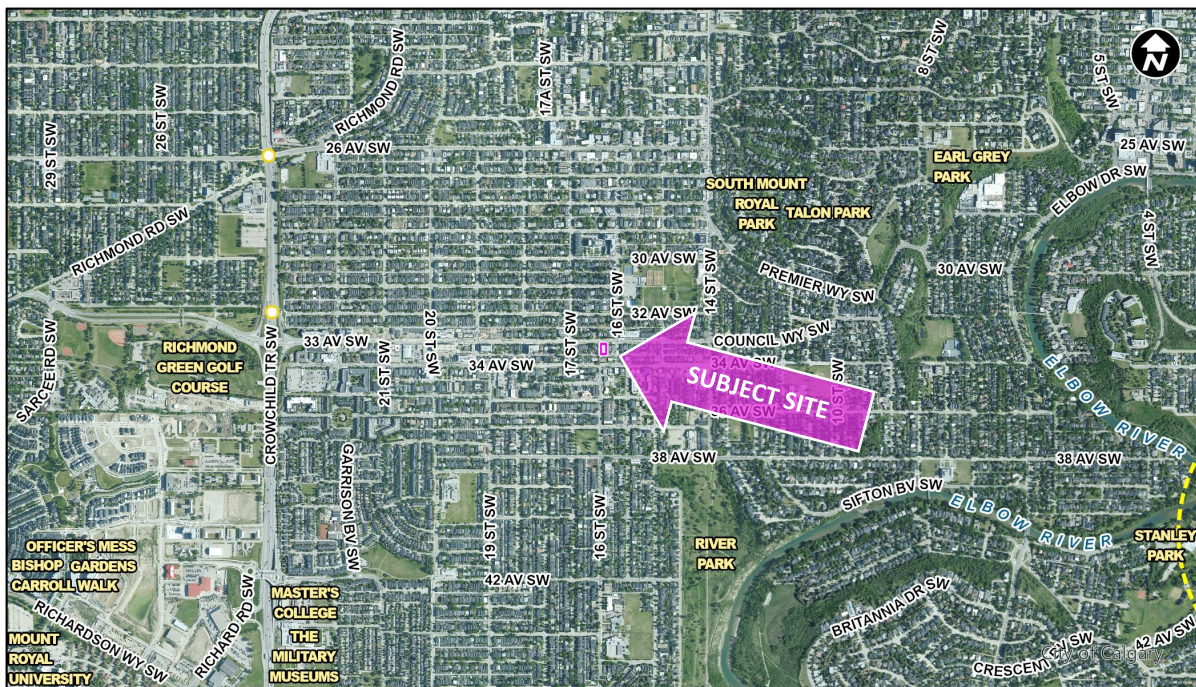 5 ST SW
8 ST SW
17A ST SW
RICHMOND RD SW
26 ST SW
29 ST SW
26 AV SW
25 AV SW
EARL GREY
PARK
ELBOW DR SW
SOUTH MOUNT
ROYAL
PARK
TALON PARK
4 ST SW
RICHMOND RD SW
30 AV SW
14 ST SW
PREMIER WY SW
30 AV SW
16 ST SW
32 AV SW
20 ST SW
17 ST SW
COUNCIL WY SW
33 AV SW
34 AV SW
34 AV SW
RICHMOND
GREEN GOLF
COURSE
SARCEE RD SW
CROWCHILD TR SW
21 ST SW
SUBJECT SITE
10 ST SW
36 AV SW
ELBOW RIVER
38 AV SW
38 AV SW
GARRISON BV SW
19 ST SW
16 ST SW
SIFTON BV SW
ELBOW RIVER
STANLEY
PARK
RIVER
PARK
OFFICER'S MESS
BISHOP GARDENS
CARROLL WALK
42 AV SW
MASTER'S
COLLEGE
THE
MILITARY
MUSEUMS
RICHARD RD SW
RICHARDSON WY SW
MOUNT
ROYAL
UNIVERSITY
BRITANNIA DR SW
42 AV SW
CRESCENT BV SW
City of Calgary
N